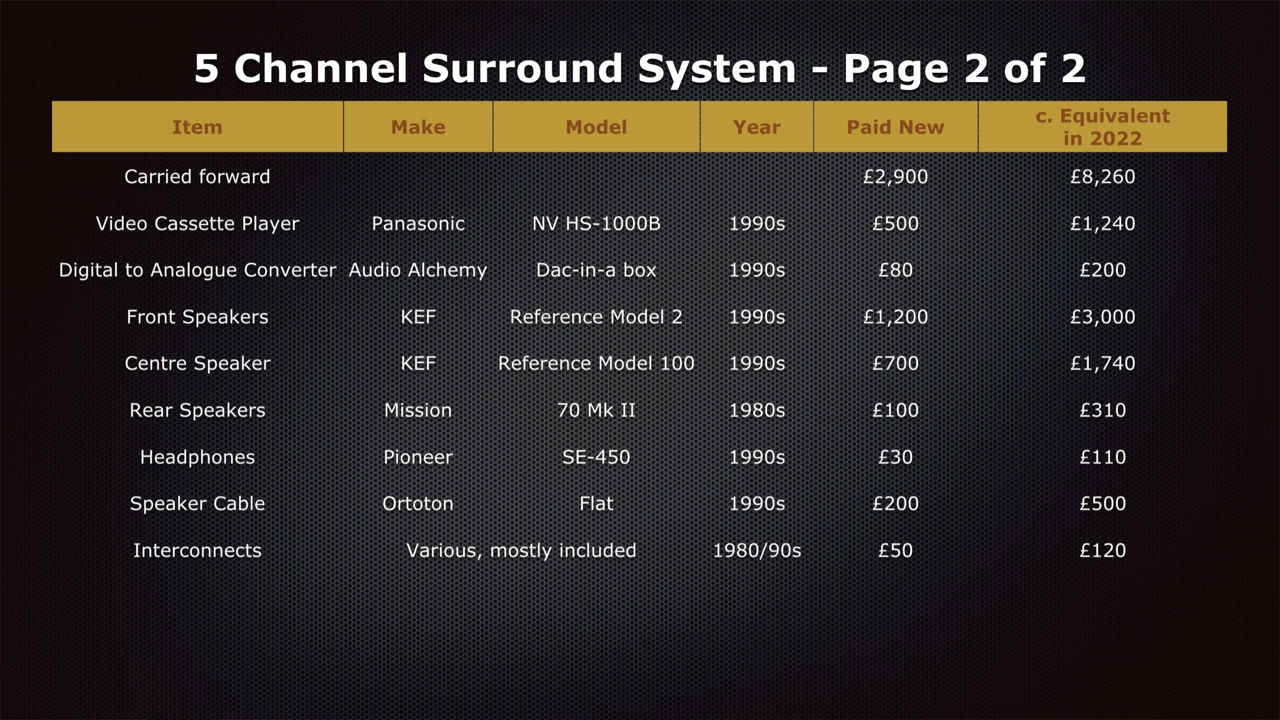 5 Channel Surround System - Page 2 of 2
Item Make Model Year Paid New c. Equivalent in 2022
Carried forward £2,900 £8,260
Video Cassette Player Panasonic NV HS-1000B 1990s £500 £1,240
Digital to Analogue Converter Audio Alchemy Dac-in-a box 1990s £80 £200
Front Speakers KEF Reference Model 2 1990s £1,200 £3,000
Centre Speaker KEF Reference Model 100 1990s £700 £1,740
Rear Speakers Mission 70 Mk II 1980s £100 £310
Headphones Pioneer SE-450 1990s £30 £110
Speaker Cable Ortoton Flat 1990s £200 £500
Interconnects Various, mostly included 1980/90s £50 £120